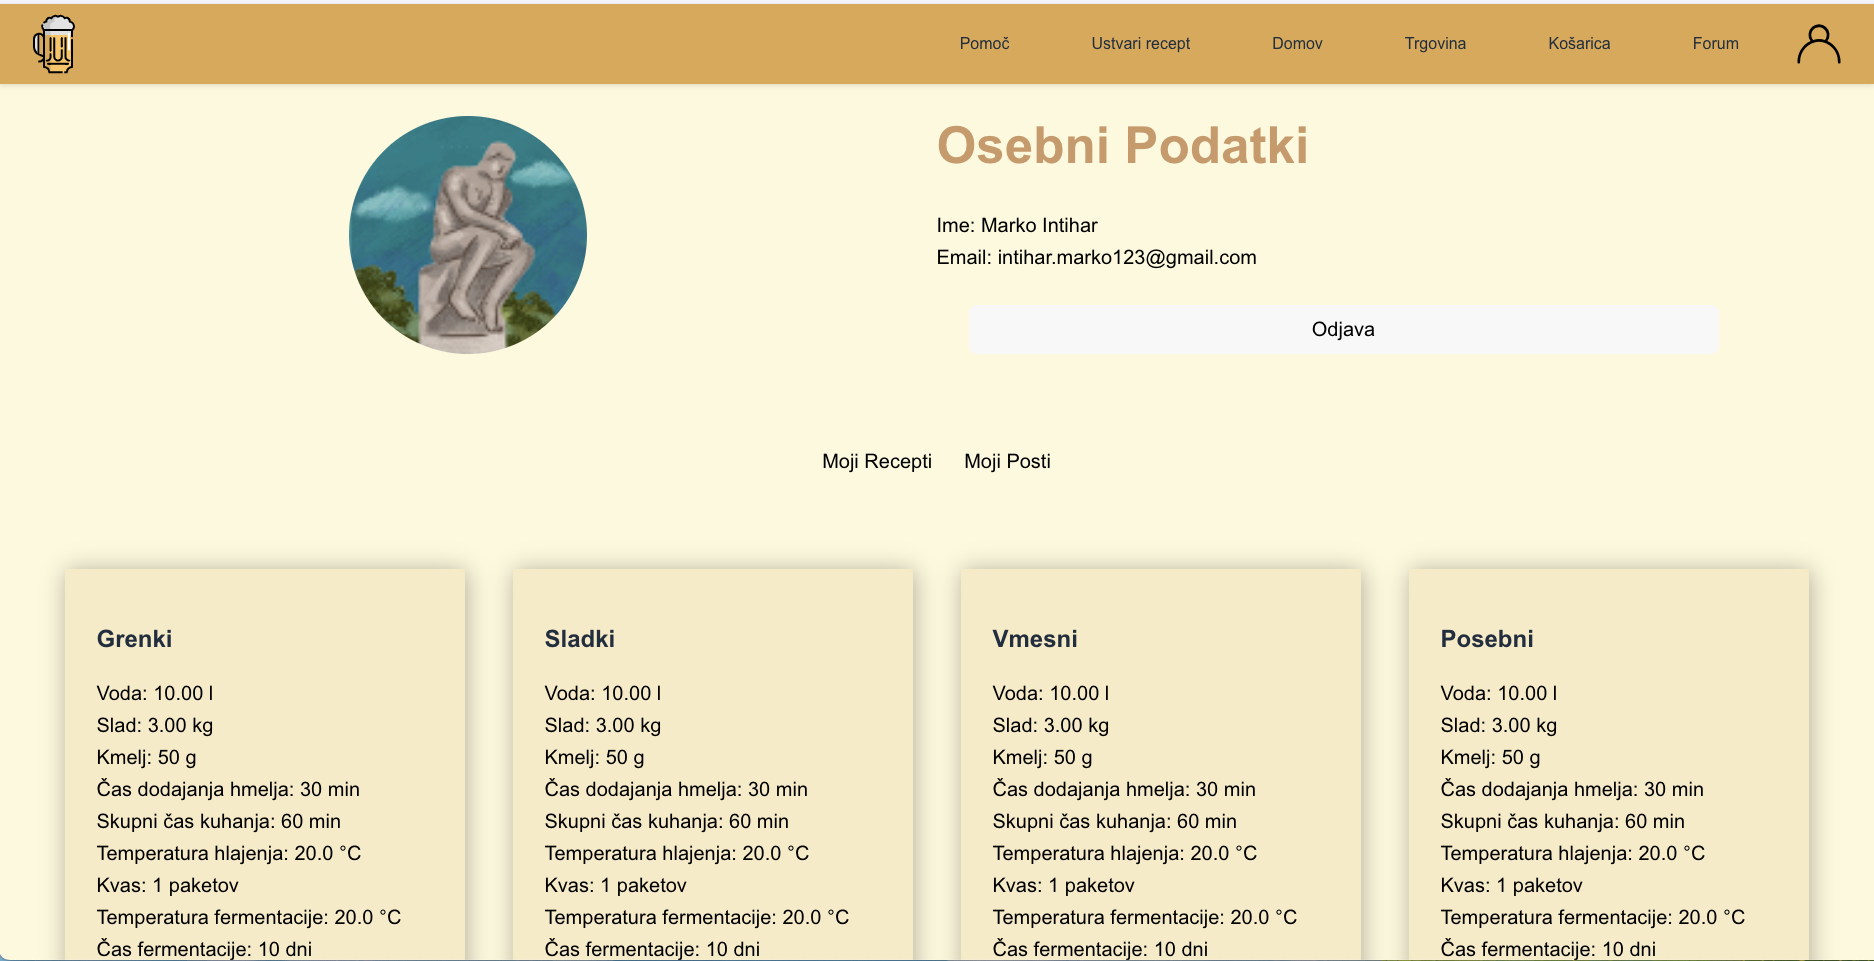 JUL
Pomoč Ustvari recept Domov Trgovina Košarica Forum
Osebni Podatki
Ime: Marko Intihar
Email: intihar.marko123@gmail.com
Odjava
Moji Recepti Moji Posti
Grenki
Voda: 10.00 l
Slad: 3.00 kg
Kmelj: 50 g
Čas dodajanja hmelja: 30 min
Skupni čas kuhanja: 60 min
Temperatura hlajenja: 20.0 °C
Kvas: 1 paketov
Temperatura fermentacije: 20.0 °C
Čas fermentacije: 10 dni
Sladki
Voda: 10.00 l
Slad: 3.00 kg
Kmelj: 50 g
Čas dodajanja hmelja: 30 min
Skupni čas kuhanja: 60 min
Temperatura hlajenja: 20.0 °C
Kvas: 1 paketov
Temperatura fermentacije: 20.0 °C
Čas fermentacije: 10 dni
Vmesni
Voda: 10.00 l
Slad: 3.00 kg
Kmelj: 50 g
Čas dodajanja hmelja: 30 min
Skupni čas kuhanja: 60 min
Temperatura hlajenja: 20.0 °C
Kvas: 1 paketov
Temperatura fermentacije: 20.0 °C
Čas fermentacije: 10 dni
Posebni
Voda: 10.00 l
Slad: 3.00 kg
Kmelj: 50 g
Čas dodajanja hmelja: 30 min
Skupni čas kuhanja: 60 min
Temperatura hlajenja: 20.0 °C
Kvas: 1 paketov
Temperatura fermentacije: 20.0 °C
Čas fermentacije: 10 dni